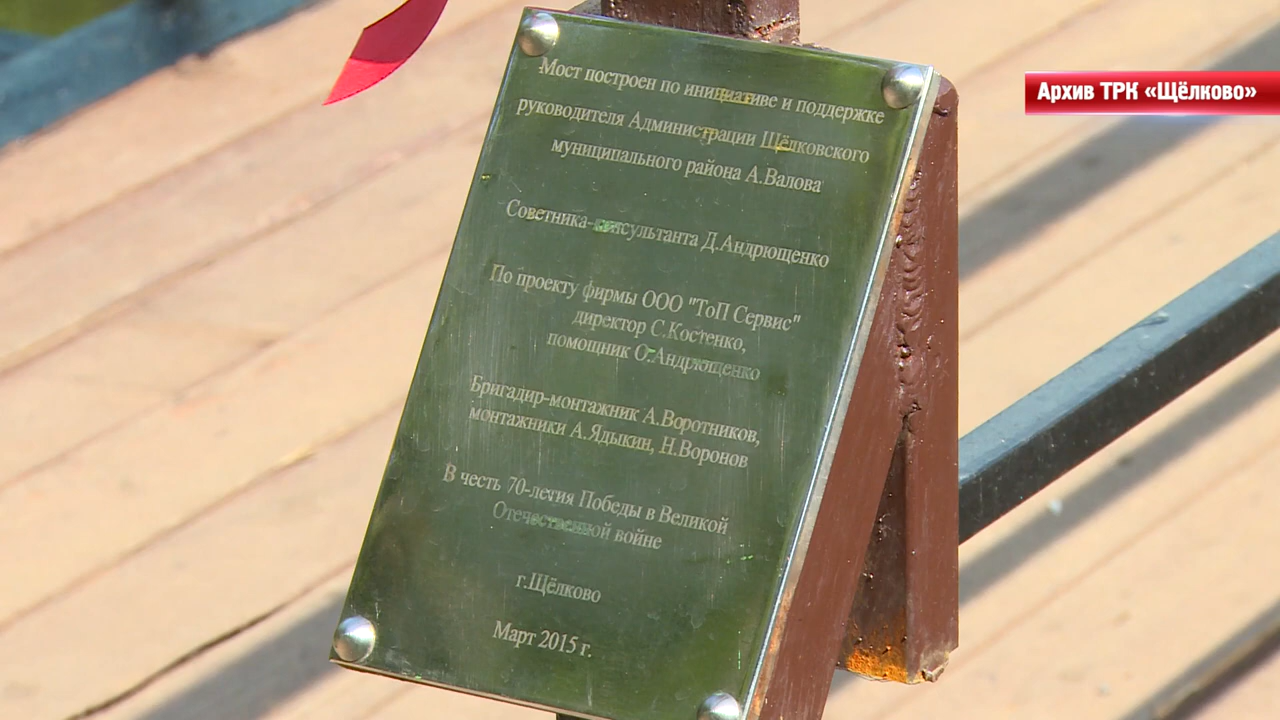 Архив ТРК «Щёлково»
Мост построен по инициативе и поддержке
руководителя Администрации Щёлковского
муниципального района А.Валова
Советника-консультанта Д.Андрющенко
По проекту фирмы ООО "ТоП Сервис"
директор С.Костенко,
помощник О.Андрющенко
Бригадир-монтажник А.Воротников,
монтажники А.Ядыкин, Н.Воронов
В честь 70-летия Победы в Великой
Отечественной войне
г.Щёлково
Март 2015 г.